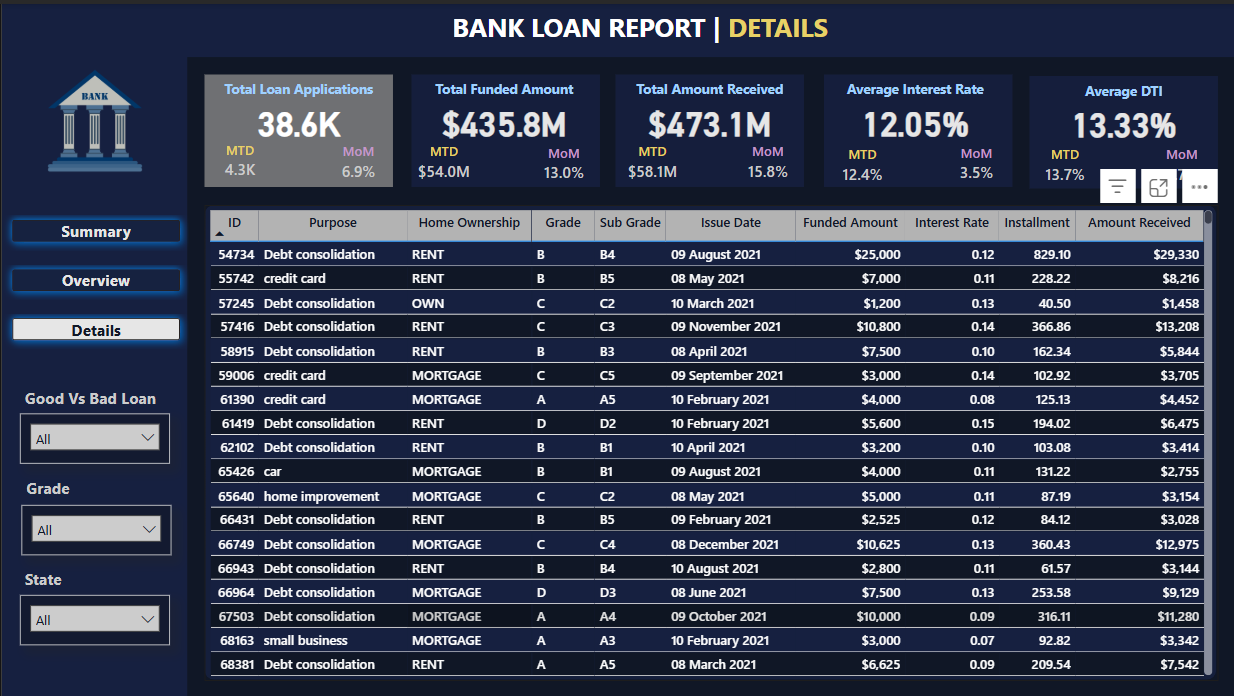 BANK LOAN REPORT | DETAILS
BANK
Total Loan Applications
38.6K
MTD MoM
4.3K 6.9%
Total Funded Amount
$435.8M
MTD MoM
$54.0M 13.0%
Total Amount Received
$473.1M
MTD MoM
$58.1M 15.8%
Average Interest Rate
12.05%
MTD MoM
12.4% 3.5%
Average DTI
13.33%
MTD MoM
13.7%
Summary
Overview
Details
Good Vs Bad Loan
All
Grade
All
State
All
ID Purpose Home Ownership Grade Sub Grade Issue Date Funded Amount Interest Rate Installment Amount Received
54734 Debt consolidation RENT B B4 09 August 2021 $25,000 0.12 829.10 $29,330
55742 credit card RENT B B5 08 May 2021 $7,000 0.11 228.22 $8,216
57245 Debt consolidation OWN C C2 10 March 2021 $1,200 0.13 40.50 $1,458
57416 Debt consolidation RENT C C3 09 November 2021 $10,800 0.14 366.86 $13,208
58915 Debt consolidation RENT B B3 08 April 2021 $7,500 0.10 162.34 $5,844
59006 credit card MORTGAGE C C5 09 September 2021 $3,000 0.14 102.92 $3,705
61390 credit card MORTGAGE A A5 10 February 2021 $4,000 0.08 125.13 $4,452
61419 Debt consolidation RENT D D2 10 February 2021 $5,600 0.15 194.02 $6,475
62102 Debt consolidation RENT B B1 10 April 2021 $3,200 0.10 103.08 $3,414
65426 car MORTGAGE B B1 09 August 2021 $4,000 0.11 131.22 $2,755
65640 home improvement MORTGAGE C C2 08 May 2021 $5,000 0.11 87.19 $3,154
66431 Debt consolidation RENT B B5 09 February 2021 $2,525 0.12 84.12 $3,028
66749 Debt consolidation MORTGAGE C C4 08 December 2021 $10,625 0.13 360.43 $12,975
66943 Debt consolidation RENT B B4 10 August 2021 $2,800 0.11 61.57 $3,144
66964 Debt consolidation MORTGAGE D D3 08 June 2021 $7,500 0.13 253.58 $9,129
67503 Debt consolidation MORTGAGE A A4 09 October 2021 $10,000 0.09 316.11 $11,280
68163 small business MORTGAGE A A3 10 February 2021 $3,000 0.07 92.82 $3,342
68381 Debt consolidation RENT A A5 08 March 2021 $6,625 0.09 209.54 $7,542